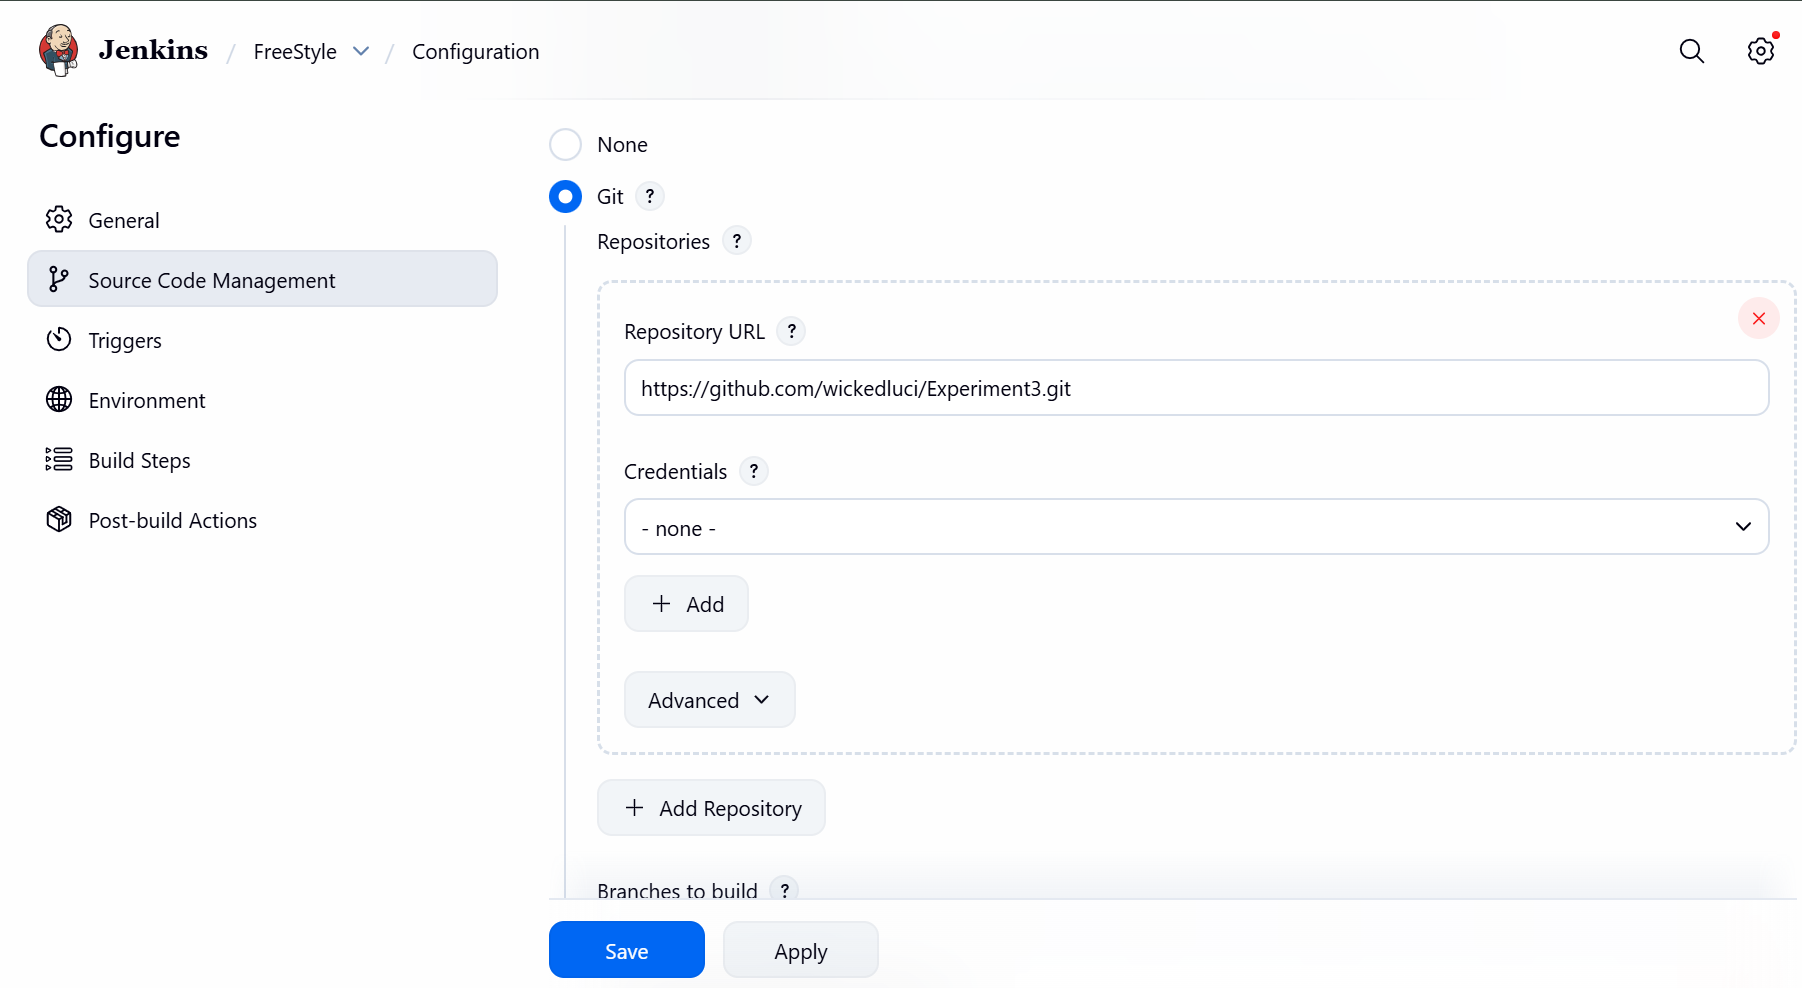 Jenkins / FreeStyle / Configuration
Configure
General
Source Code Management
Triggers
Environment
Build Steps
Post-build Actions
None
Git ?
Repositories ?
Repository URL ?
https://github.com/wickedluci/Experiment3.git
Credentials ?
- none -
+ Add
Advanced
+ Add Repository
Branches to build ?
Save
Apply